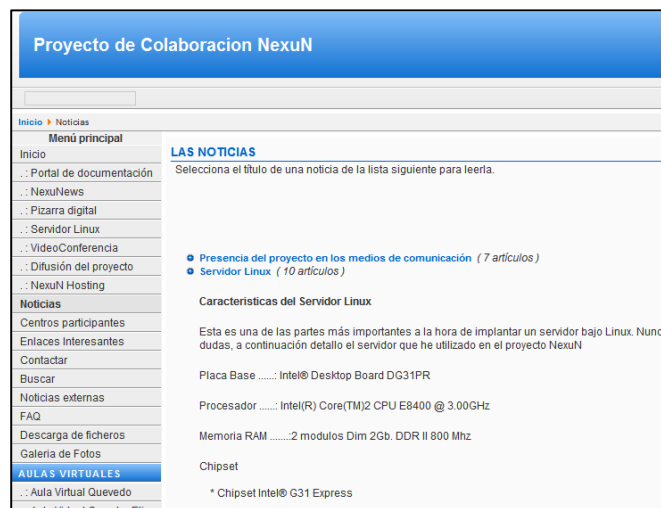 Proyecto de Colaboracion NexuN
Inicio Noticias
Menú principal
Inicio
.: Portal de documentación
.: NexuNews
.: Pizarra digital
.: Servidor Linux
.: VideoConferencia
.: Difusión del proyecto
.: NexuN Hosting
Noticias
Centros participantes
Enlaces Interesantes
Contactar
Buscar
Noticias externas
FAQ
Descarga de ficheros
Galeria de Fotos
AULAS VIRTUALES
.: Aula Virtual Quevedo
LAS NOTICIAS
Selecciona el título de una noticia de la lista siguiente para leerla.
Presencia del proyecto en los medios de comunicación ( 7 artículos )
Servidor Linux ( 10 artículos )
Caracteristicas del Servidor Linux
Esta es una de las partes más importantes a la hora de implantar un servidor bajo Linux. Nunc
dudas, a continuación detallo el servidor que he utilizado en el proyecto NexuN
Placa Base ......: Intel® Desktop Board DG31PR
Procesador ......: Intel(R) Core(TM)2 CPU E8400 @ 3.00GHz
Memoria RAM .......:2 modulos Dim 2Gb. DDR II 800 Mhz
Chipset
* Chipset Intel® G31 Express